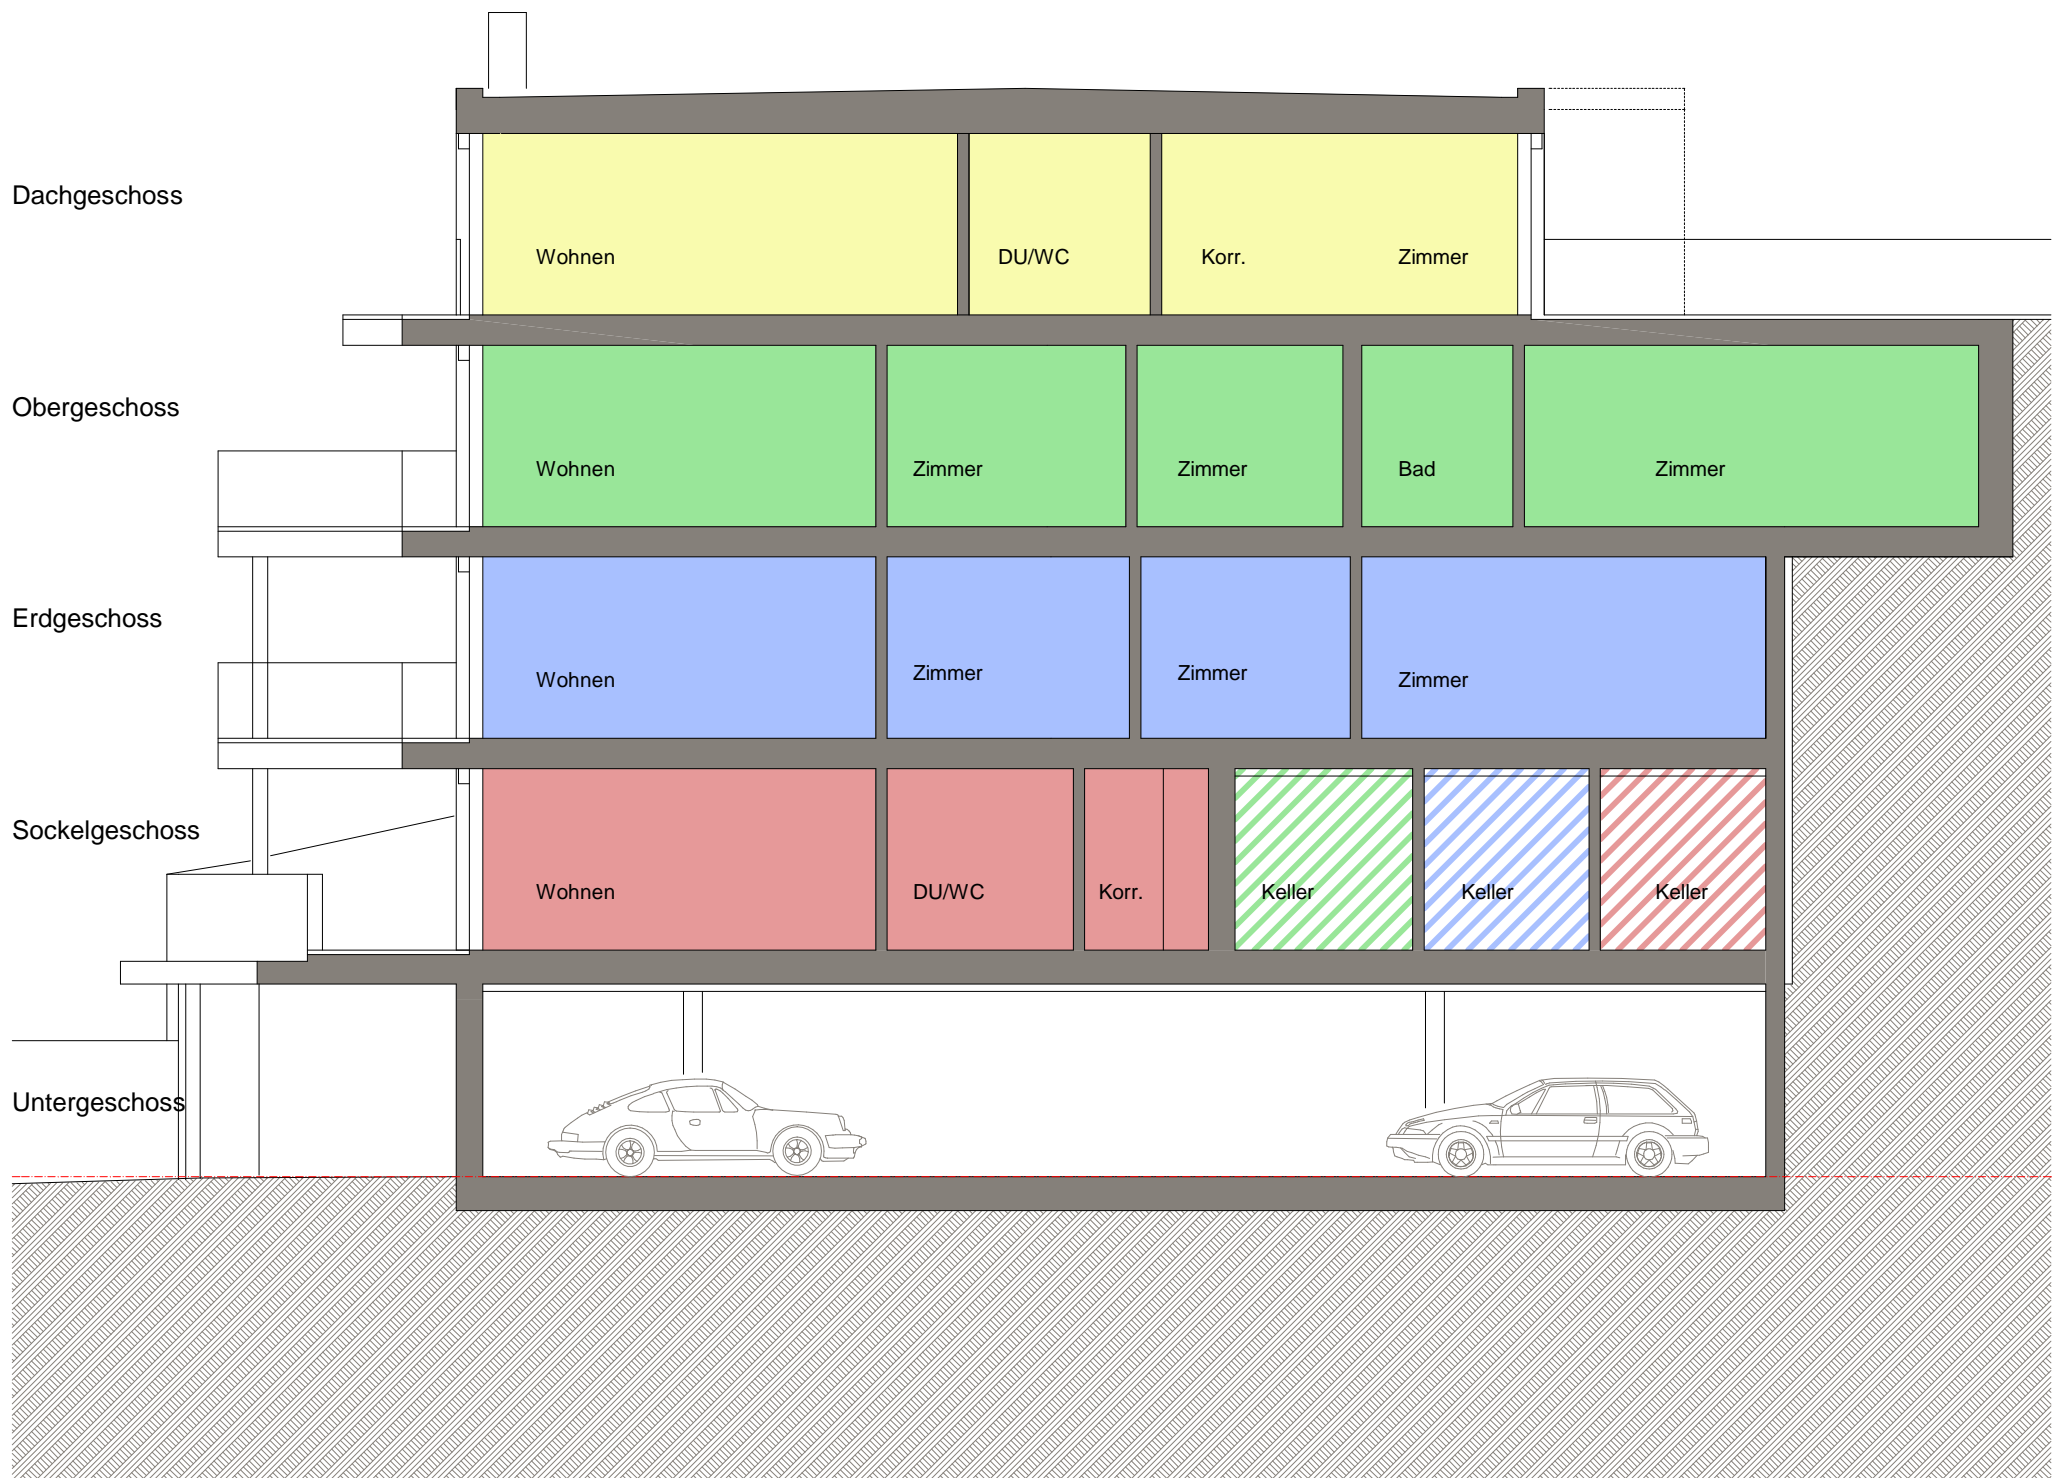 Dachgeschoss
Wohnen DU/WC Korr. Zimmer
Obergeschoss
Wohnen Zimmer Zimmer Bad Zimmer
Erdgeschoss
Wohnen Zimmer Zimmer Zimmer
Sockelgeschoss
Wohnen DU/WC Korr. Keller Keller Keller
Untergeschoss